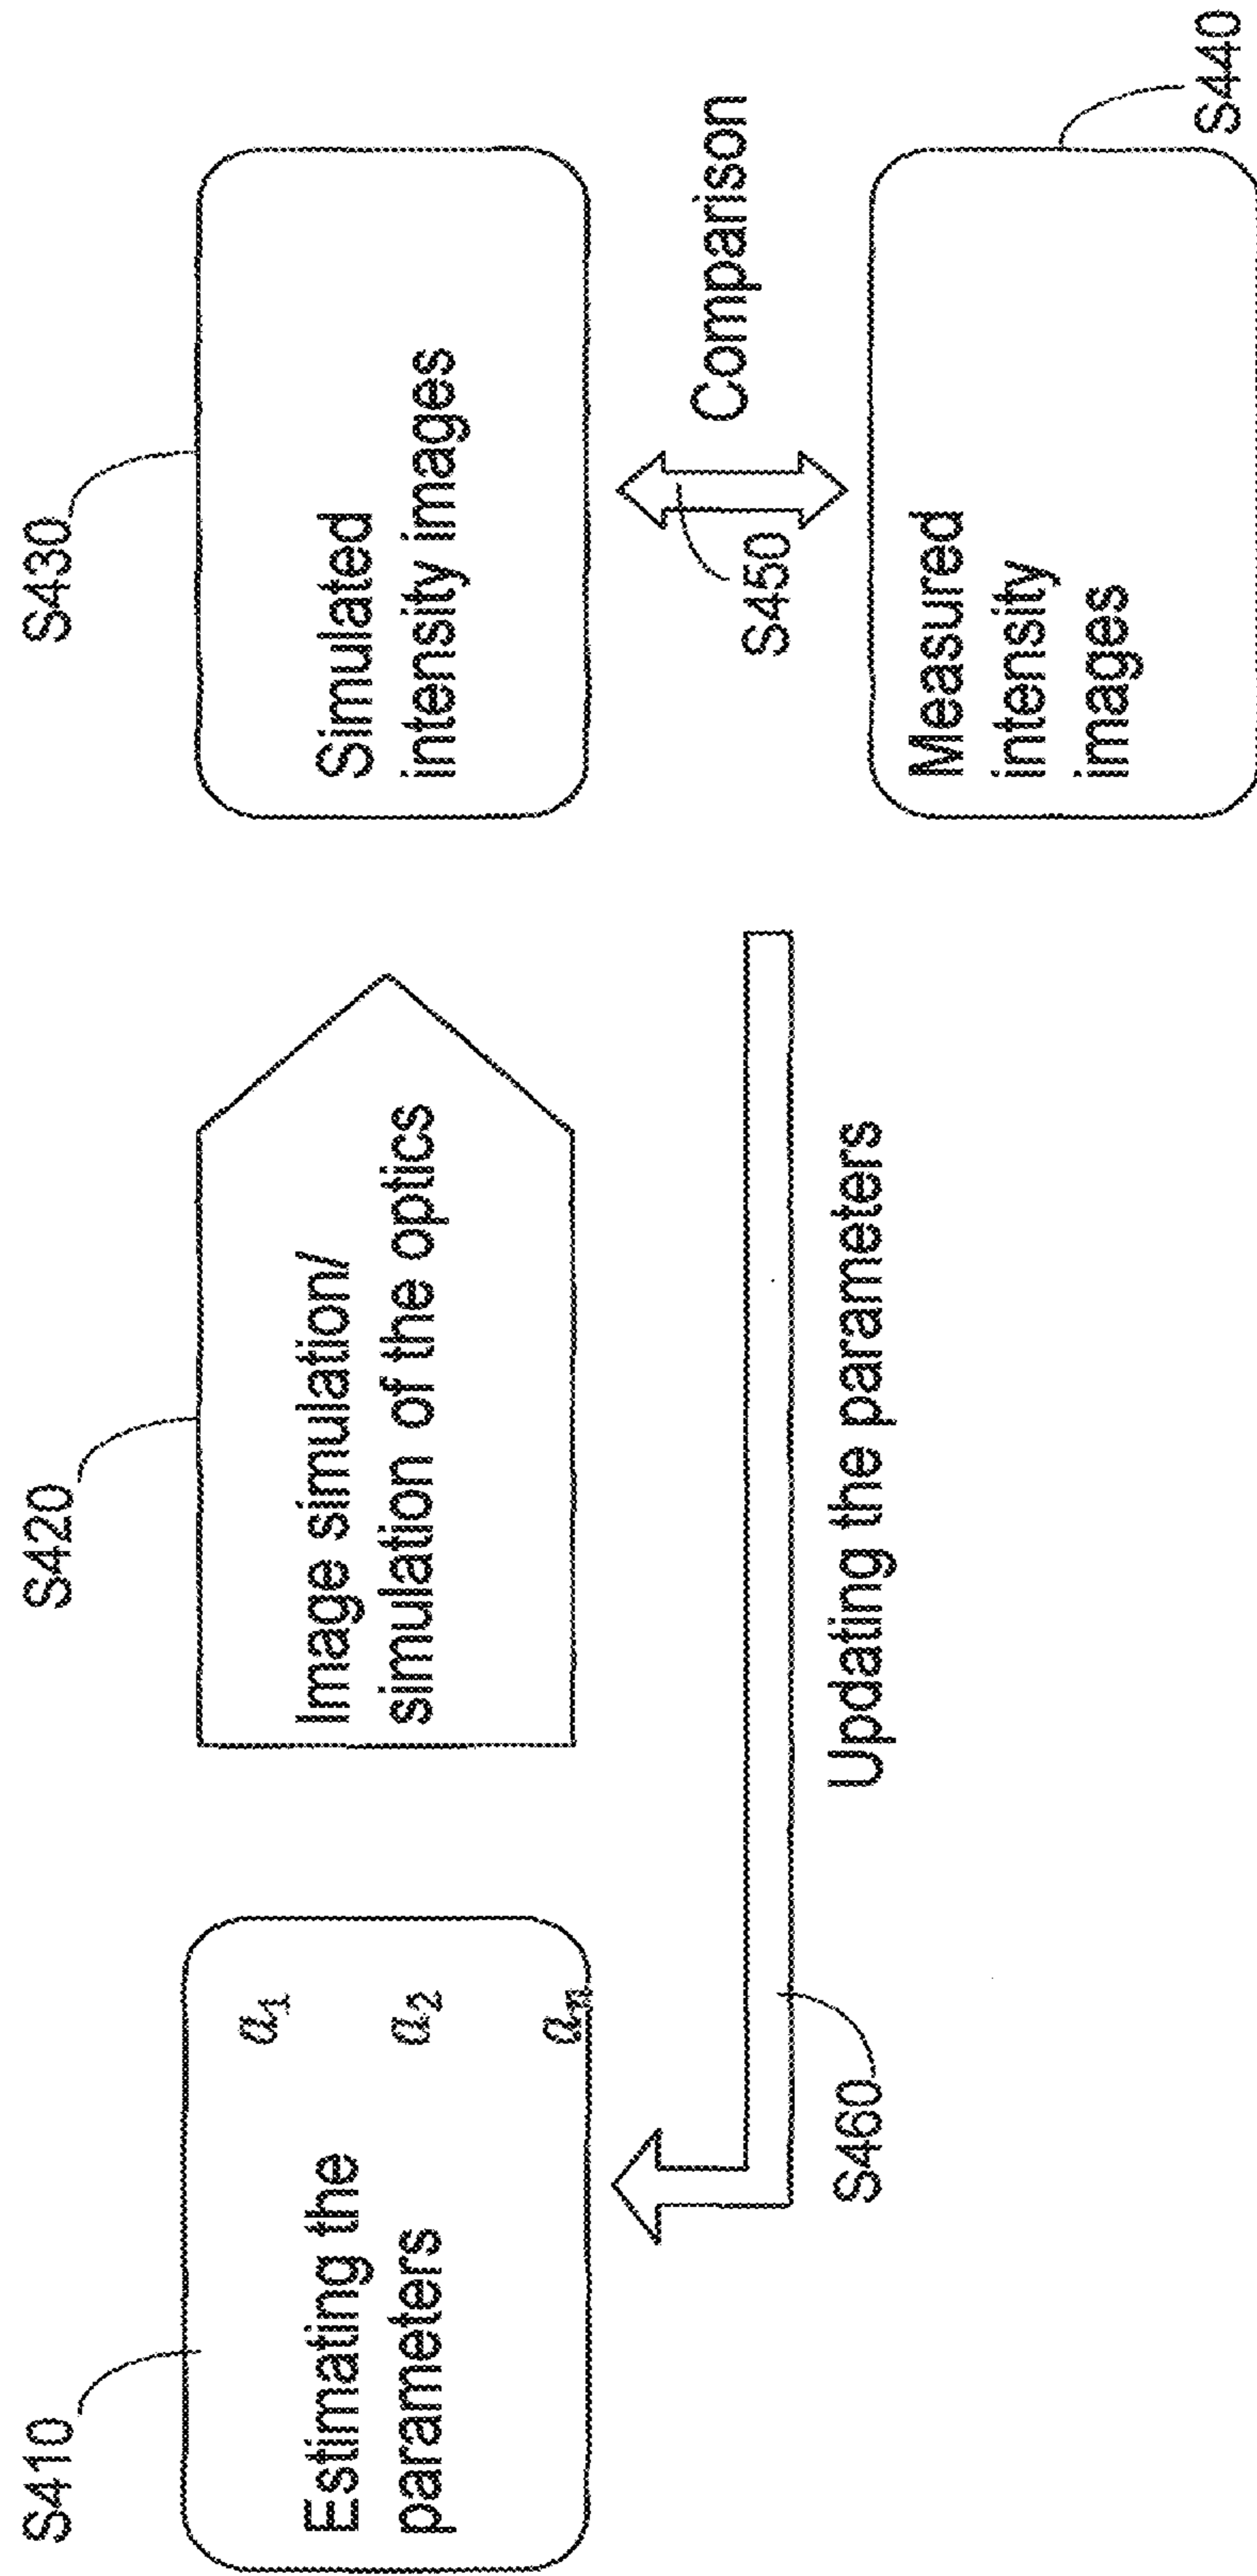 S410
Estimating the
parameters
a₁
a₂
aₙ
S420
Image simulation/
simulation of the optics
S430
Simulated
intensity images
S450
Comparison
Measured
intensity
images
S440
S460
Updating the parameters